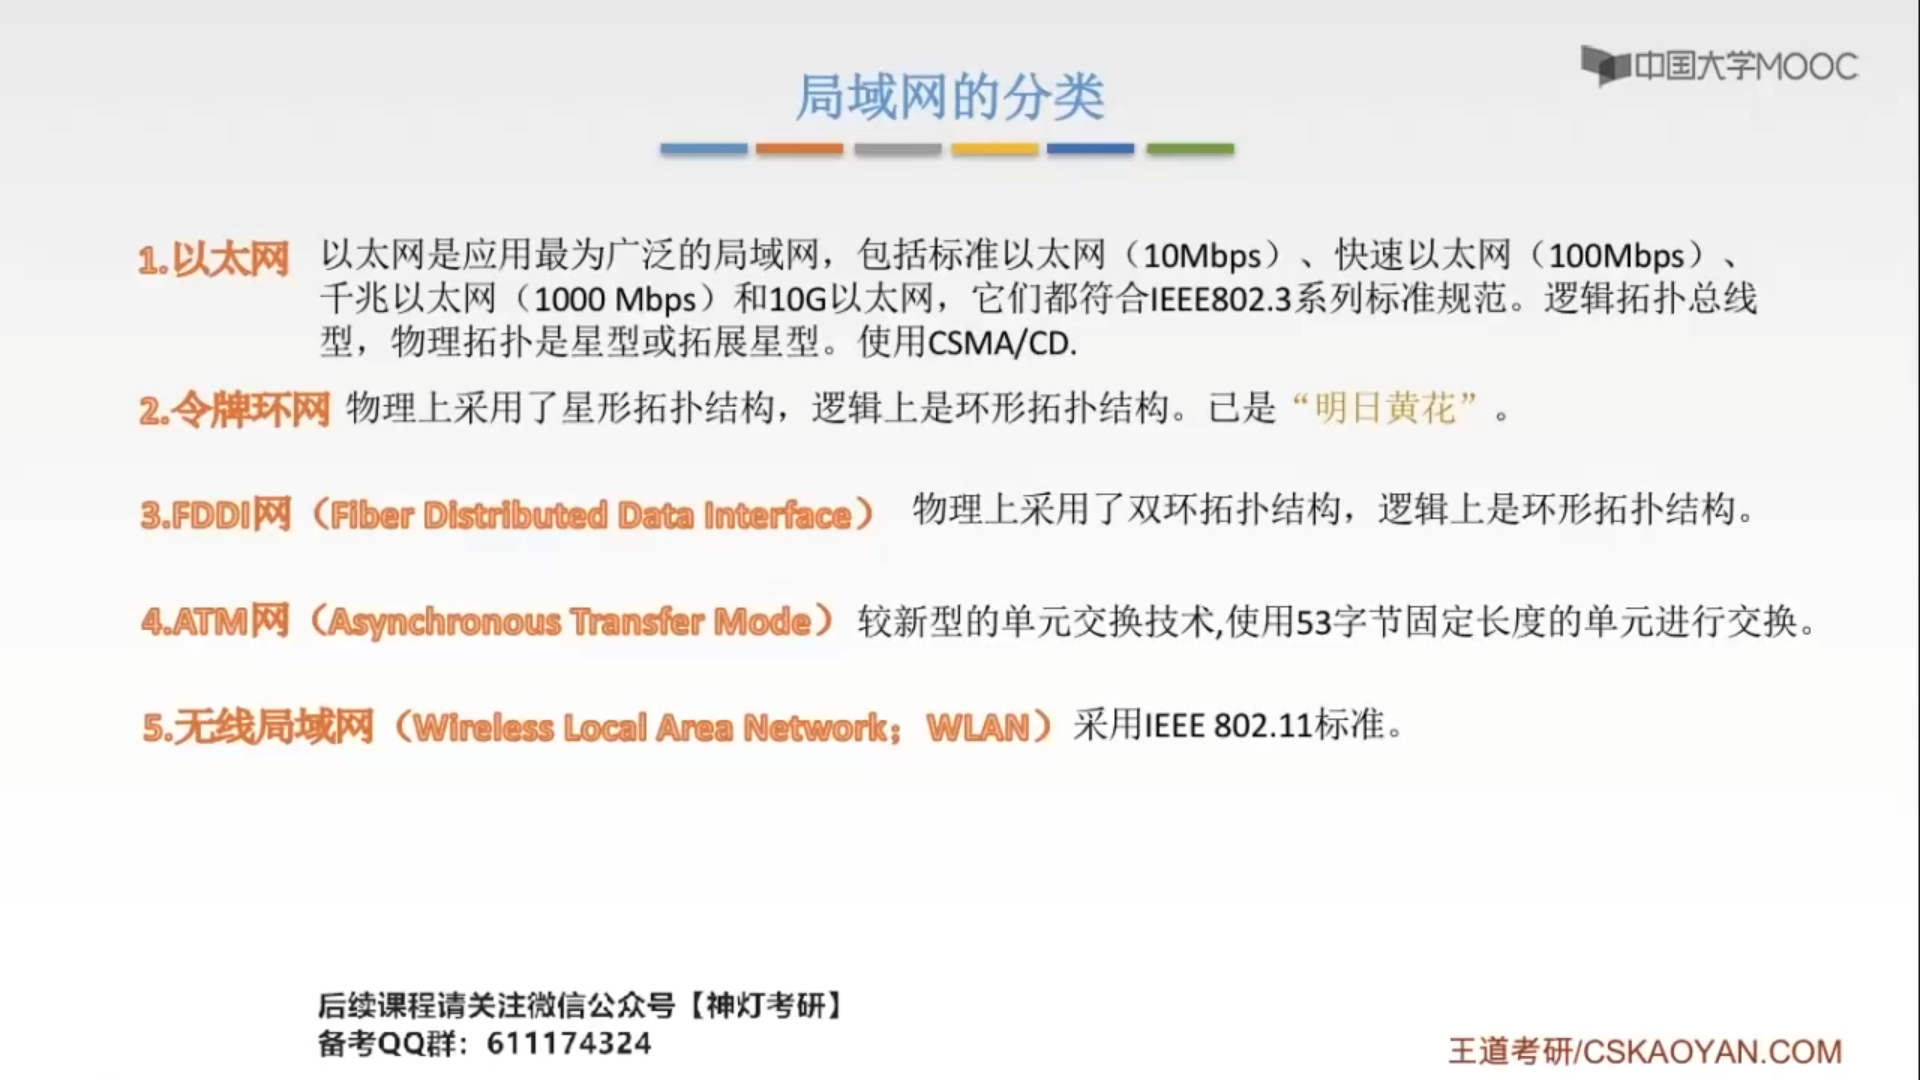 中国大学MOOC
局域网的分类
1.以太网 以太网是应用最为广泛的局域网，包括标准以太网（10Mbps）、快速以太网（100Mbps）、
千兆以太网（1000 Mbps）和10G以太网，它们都符合IEEE802.3系列标准规范。逻辑拓扑总线
型，物理拓扑是星型或拓展星型。使用CSMA/CD.
2.令牌环网 物理上采用了星形拓扑结构，逻辑上是环形拓扑结构。己是“明日黄花”。
3.FDDI网（Fiber Distributed Data Interface） 物理上采用了双环拓扑结构，逻辑上是环形拓扑结构。
4.ATM网（Asynchronous Transfer Mode）较新型的单元交换技术,使用53字节固定长度的单元进行交换。
5.无线局域网（Wireless Local Area Network；WLAN）采用IEEE 802.11标准。
后续课程请关注微信公众号【神灯考研】
备考QQ群：611174324
王道考研/CSKAOYAN.COM